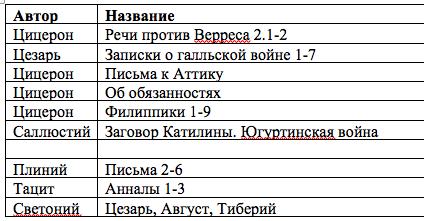 Автор Название
Цицерон Речи против Верреса 2.1-2
Цезарь Записки о галльской войне 1-7
Цицерон Письма к Аттику
Цицерон Об обязанностях
Цицерон Филиппики 1-9
Саллюстий Заговор Катилины. Югуртинская война
Плиний Письма 2-6
Тацит Анналы 1-3
Светоний Цезарь, Август, Тиберий